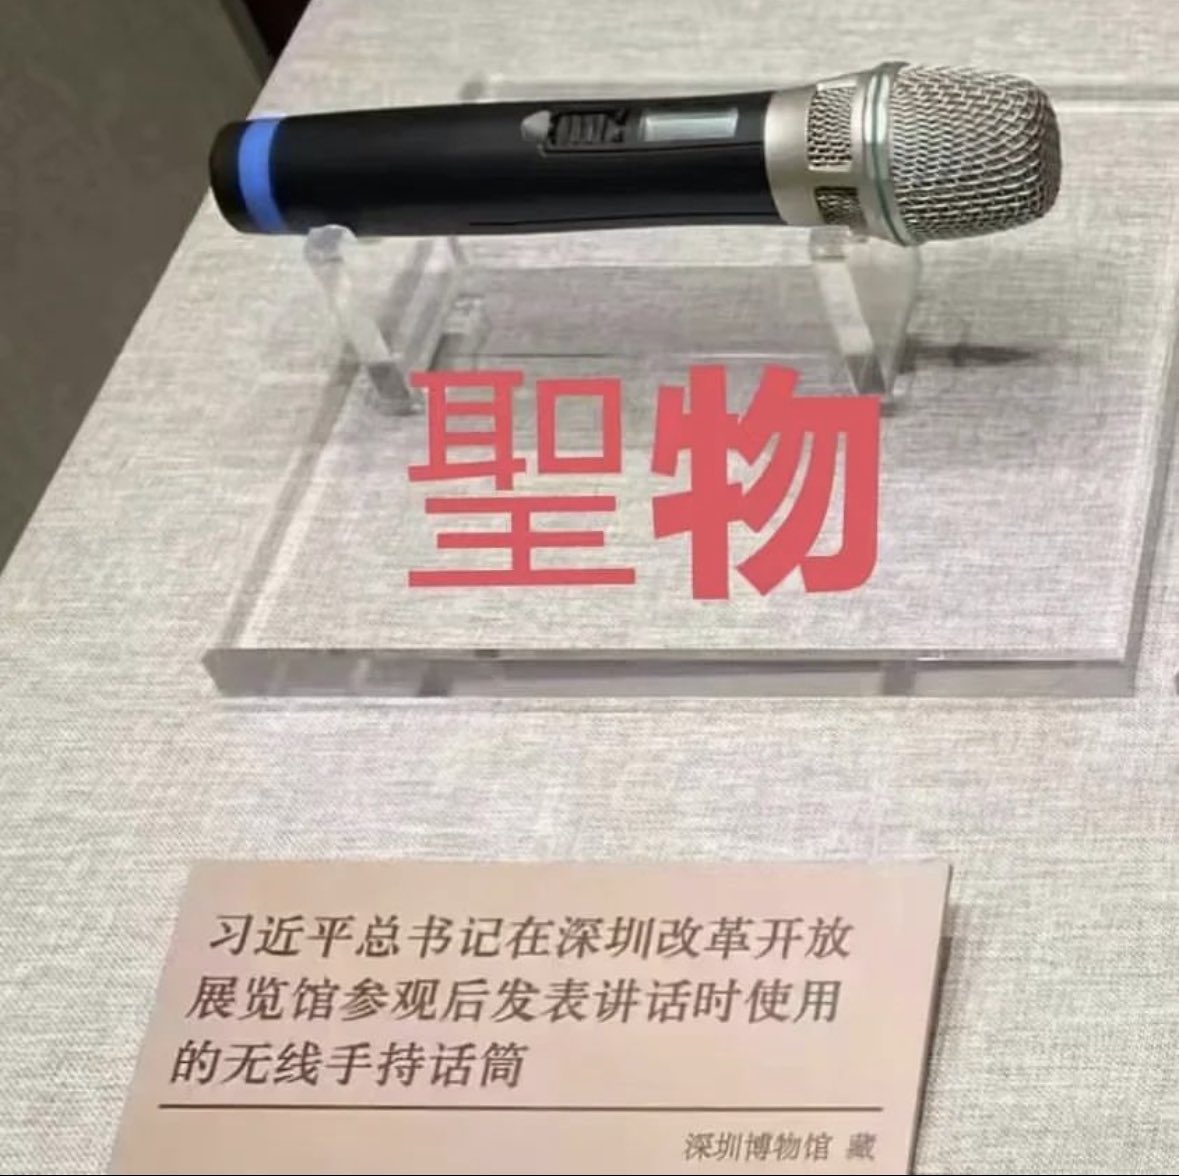 聖物
习近平总书记在深圳改革开放
展览馆参观后发表讲话时使用
的无线手持话筒
深圳博物馆 藏